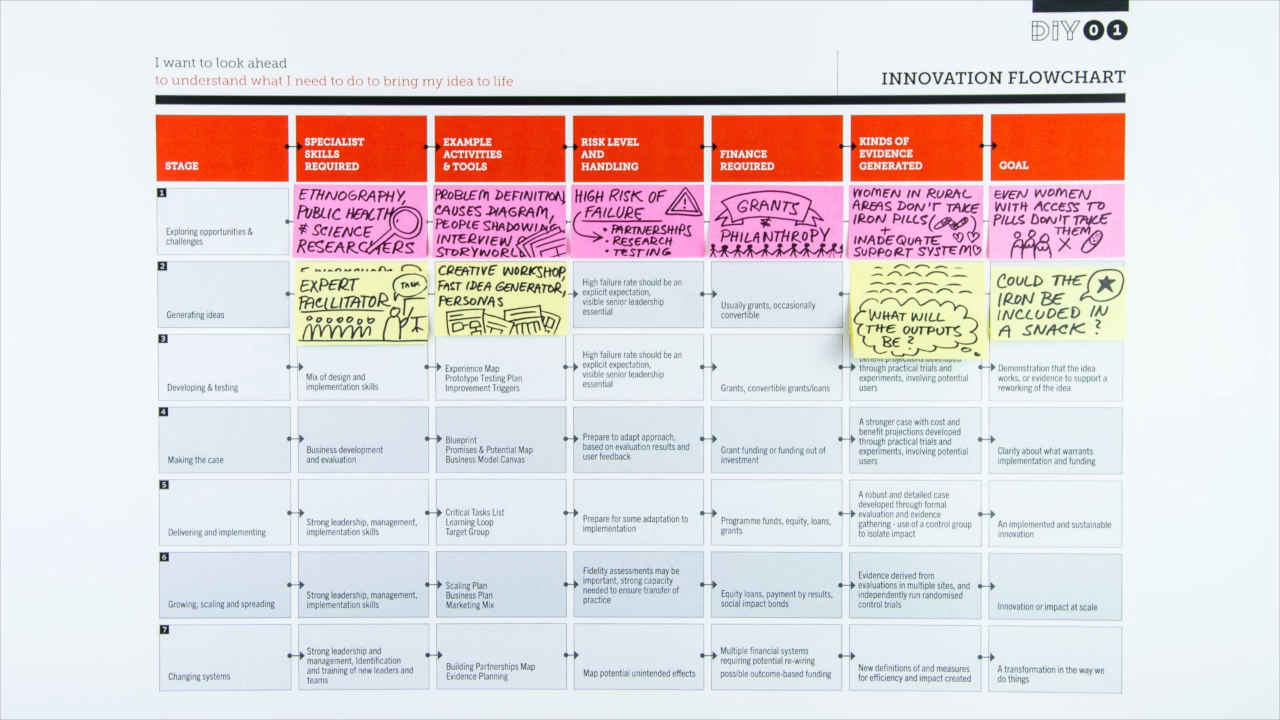 DIY 01
I want to look ahead
to understand what I need to do to bring my idea to life
INNOVATION FLOWCHART
STAGE
SPECIALIST
SKILLS
REQUIRED
EXAMPLE
ACTIVITIES
& TOOLS
RISK LEVEL
AND
HANDLING
FINANCE
REQUIRED
KINDS OF
EVIDENCE
GENERATED
GOAL
1
Exploring opportunities &
challenges
ETHNOGRAPHY,
PUBLIC HEALTH
& SCIENCE
RESEARCHERS
PROBLEM DEFINITION,
CAUSES DIAGRAM,
PEOPLE SHADOWING,
INTERVIEW
STORYWORLD
HIGH RISK OF
FAILURE
• PARTNERSHIPS
• RESEARCH
• TESTING
GRANTS
&
PHILANTHROPY
WOMEN IN RURAL
AREAS DON'T TAKE
IRON PILLS
+
INADEQUATE
SUPPORT SYSTEM
EVEN WOMEN
WITH ACCESS TO
PILLS DON'T TAKE
THEM
2
Generating ideas
EXPERT
FACILITATOR
TALK
CREATIVE WORKSHOP,
FAST IDEA GENERATOR,
PERSONAS
High failure rate should be an
explicit expectation,
visible senior leadership
essential
Usually grants, occasionally
convertible
WHAT WILL
THE OUTPUTS
BE?
COULD THE
IRON BE
INCLUDED IN
A SNACK?
3
Developing & testing
Mix of design and
implementation skills
Experience Map
Prototype Testing Plan
Improvement Triggers
High failure rate should be an
explicit expectation,
visible senior leadership
essential
Grants, convertible grants/loans
benefit projections developed
through practical trials and
experiments, involving potential
users
Demonstration that the idea
works, or evidence to support a
reworking of the idea
4
Making the case
Business development
and evaluation
Blueprint
Promises & Potential Map
Business Model Canvas
Prepare to adapt approach,
based on evaluation results and
user feedback
Grant funding or funding out of
investment
A stronger case with cost and
benefit projections developed
through practical trials and
experiments, involving potential
users
Clarity about what warrants
implementation and funding
5
Delivering and implementing
Strong leadership, management,
implementation skills
Critical Tasks List
Learning Loop
Target Group
Prepare for some adaptation to
implementation
Programme funds, equity, loans,
grants
A robust and detailed case
developed through formal
evaluation and evidence
gathering - use of a control group
to isolate impact
An implemented and sustainable
innovation
6
Growing, scaling and spreading
Strong leadership, management,
implementation skills
Scaling Plan
Business Plan
Marketing Mix
Fidelity assessments may be
important, strong capacity
needed to ensure transfer of
practice
Equity loans, payment by results,
social impact bonds
Evidence derived from
evaluations in multiple sites, and
independently run randomised
control trials
Innovation or impact at scale
7
Changing systems
Strong leadership and
management, Identification
and training of new leaders and
teams
Building Partnerships Map
Evidence Planning
Map potential unintended effects
Multiple financial systems
requiring potential re-wiring
possible outcome-based funding
New definitions of and measures
for efficiency and impact created
A transformation in the way we
do things